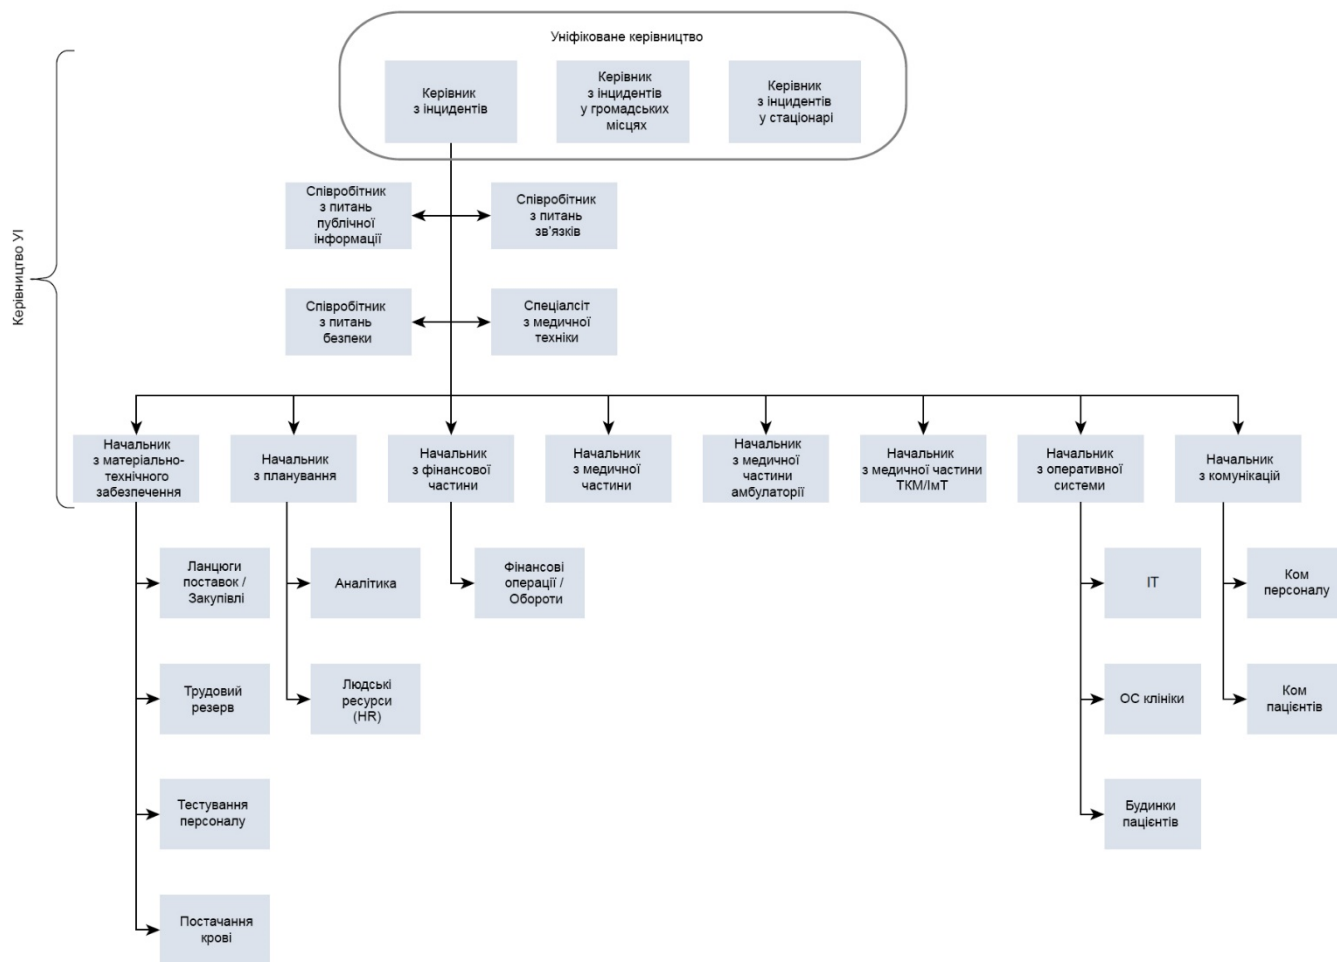 Уніфіковане керівництво
Керівник
з інцидентів
Керівник
з інцидентів
у громадських
місцях
Керівник
з інцидентів
у стаціонарі
Керівництво УІ
Співробітник
з питань
публічної
інформації
Співробітник
з питань
зв'язків
Співробітник
з питань
безпеки
Спеціалсіт
з медичної
техніки
Начальник
з матеріально-
технічного
забезпечення
Начальник
з планування
Начальник
з фінансової
частини
Начальник
з медичної
частини
Начальник
з медичної
частини
амбулаторії
Начальник
з медичної частини
ТКМ/ІмТ
Начальник
з оперативної
системи
Начальник
з комунікацій
Ланцюги
поставок /
Закупівлі
Аналітика
Фінансові
операції /
Обороти
ІТ
Ком
персоналу
Трудовий
резерв
Людські
ресурси
(HR)
ОС клініки
Ком
пацієнтів
Тестування
персоналу
Будинки
пацієнтів
Постачання
крові